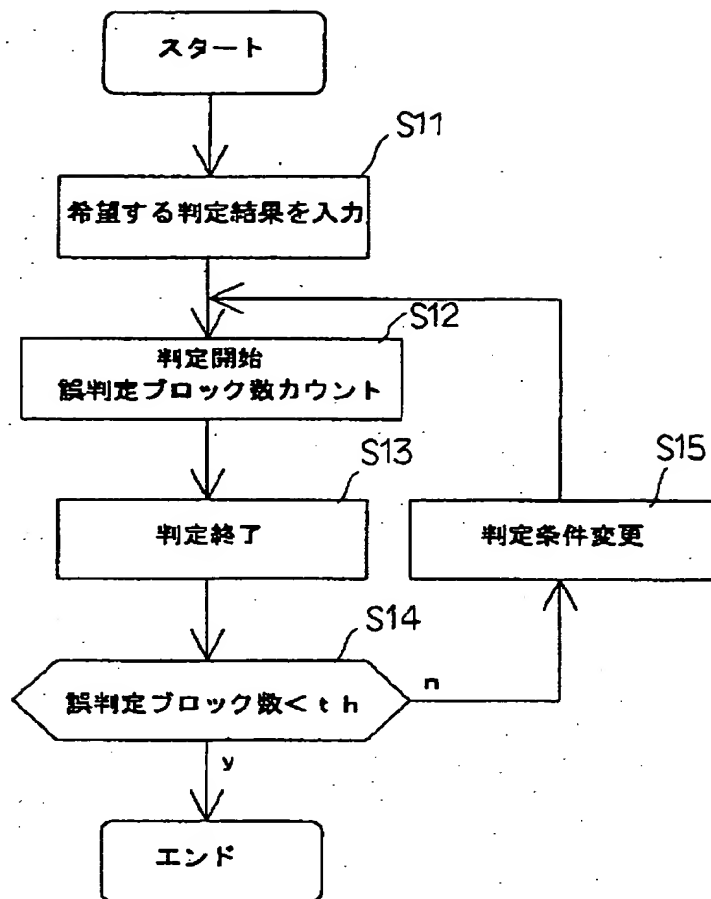 スタート
S11
希望する判定結果を入力
S12
判定開始
誤判定ブロック数カウント
S13
判定終了
S15
判定条件変更
S14
誤判定ブロック数<th
n
y
エンド